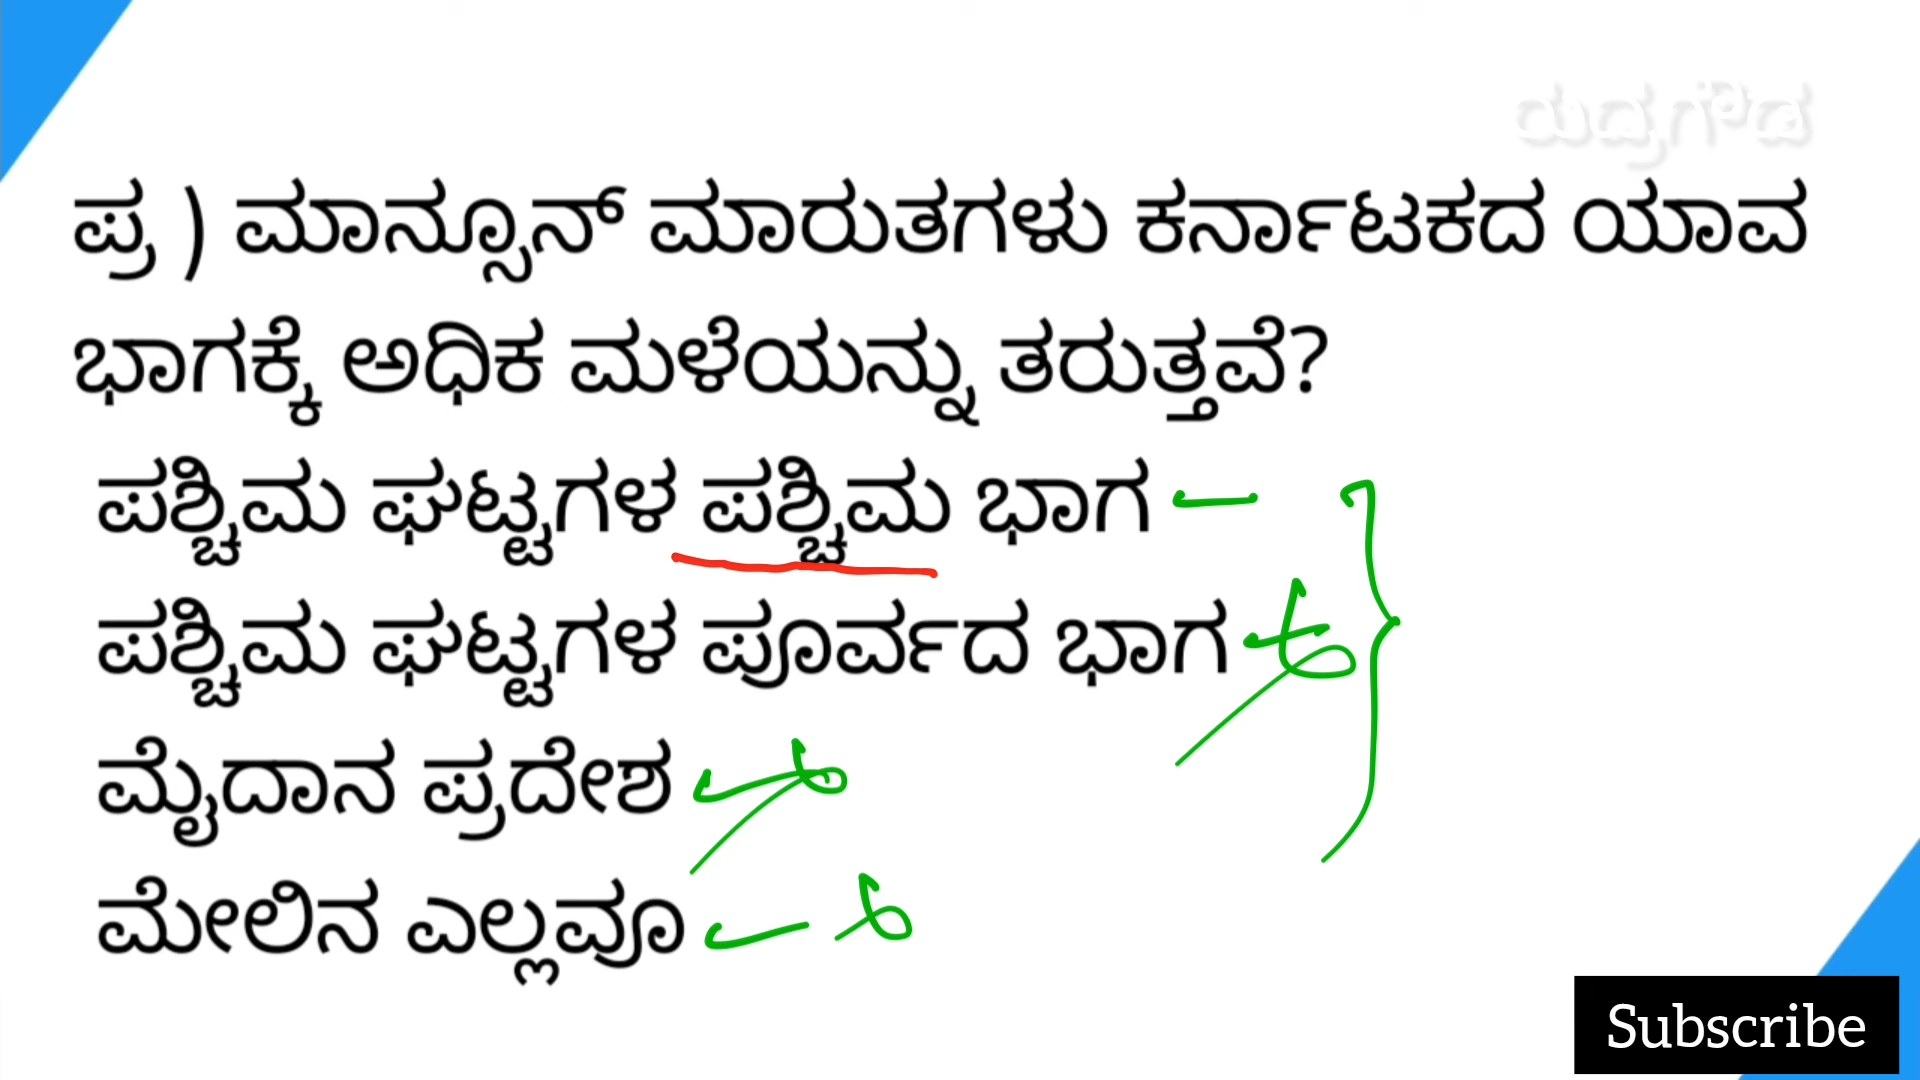 ರುದ್ರಗೌಡ
ಪ್ರ ) ಮಾನ್ಸೂನ್ ಮಾರುತಗಳು ಕರ್ನಾಟಕದ ಯಾವ
ಭಾಗಕ್ಕೆ ಅಧಿಕ ಮಳೆಯನ್ನು ತರುತ್ತವೆ?
ಪಶ್ಚಿಮ ಘಟ್ಟಗಳ ಪಶ್ಚಿಮ ಭಾಗ
ಪಶ್ಚಿಮ ಘಟ್ಟಗಳ ಪೂರ್ವದ ಭಾಗ
ಮೈದಾನ ಪ್ರದೇಶ
ಮೇಲಿನ ಎಲ್ಲವೂ
Subscribe